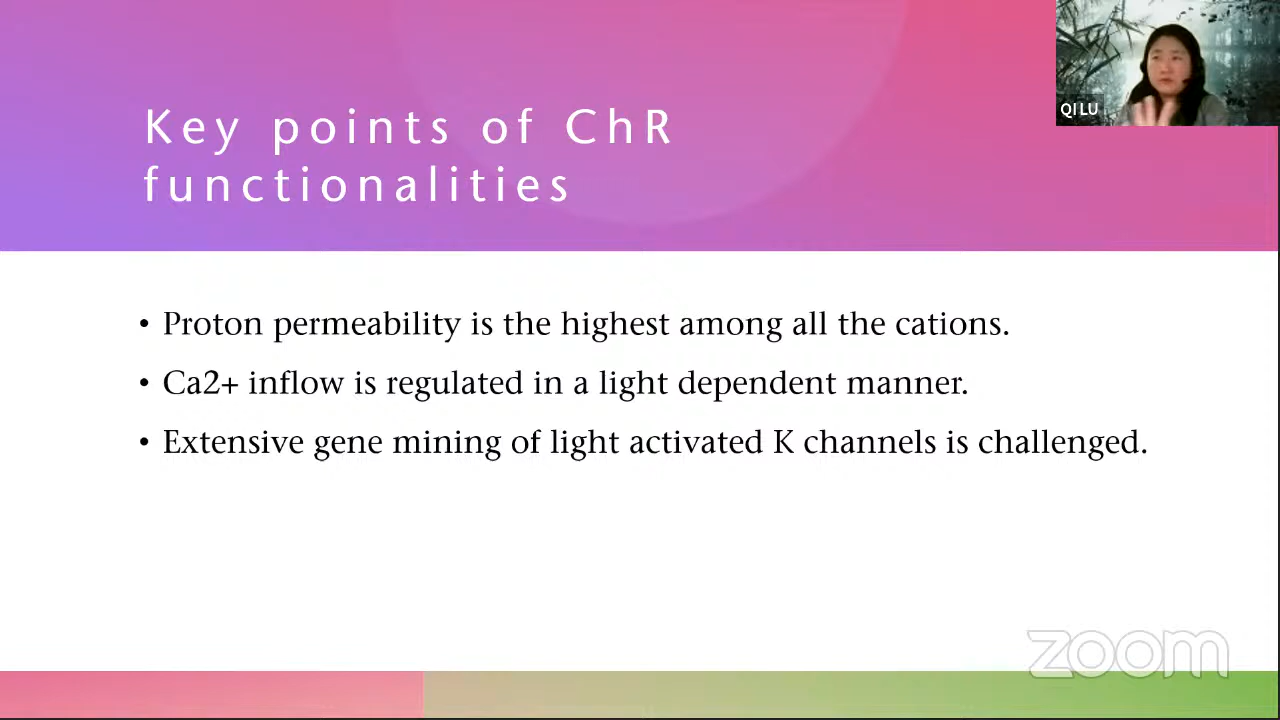 QI LU
Key points of ChR
functionalities
• Proton permeability is the highest among all the cations.
• Ca2+ inflow is regulated in a light dependent manner.
• Extensive gene mining of light activated K channels is challenged.
zoom